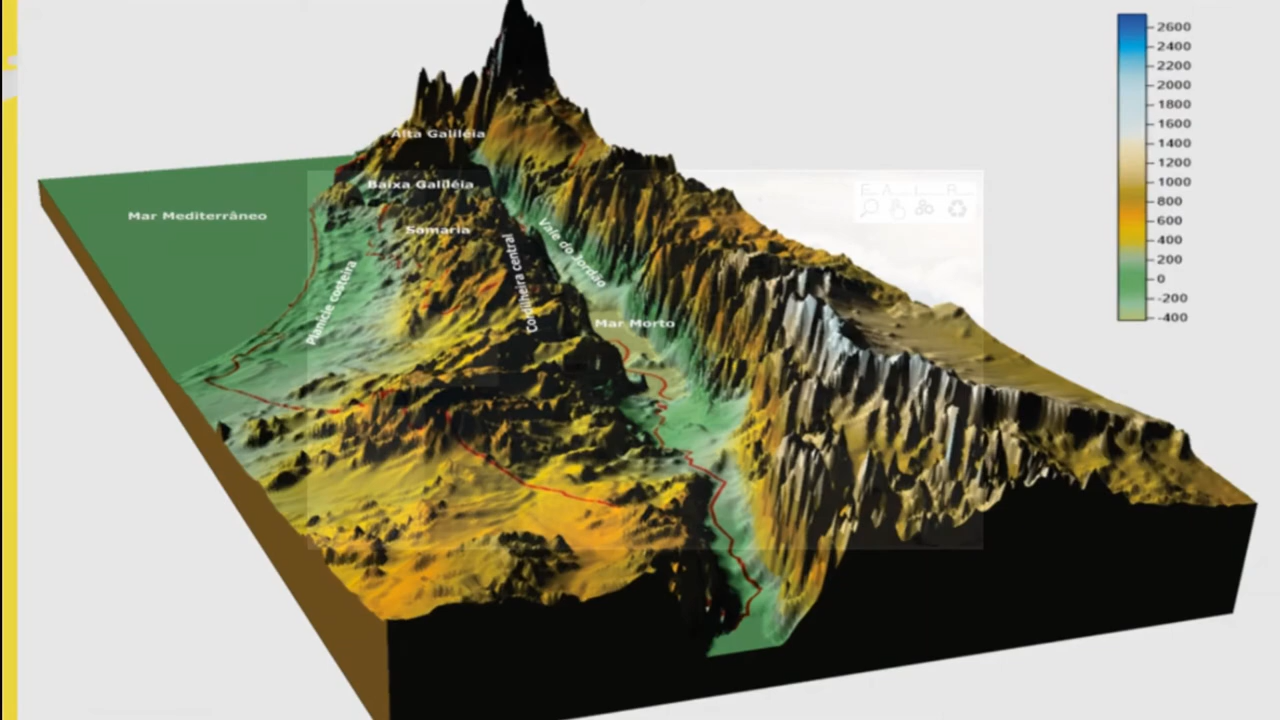 Alta Galiléia
Baixa Galiléia
Mar Mediterrâneo
Samaria
Vale do Jordão
Cordilheira central
Planície costeira
Mar Morto
F A I R
2600
2400
2200
2000
1800
1600
1400
1200
1000
800
600
400
200
0
-200
-400